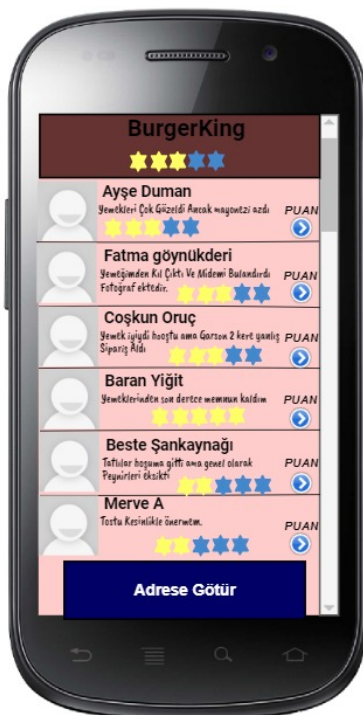 BurgerKing
Ayşe Duman
Yemekleri Çok Güzeldi Ancak mayonezi azdı
PUAN
Fatma göynükderi
Yemeğimden Kıl Çıktı Ve Midemi Bulandırdı
PUAN
Fotoğraf ektedir.
Coşkun Oruç
Yemek iyiydi hoostu ama Garson 2 kere yanlış
PUAN
Sipariş Aldı
Baran Yiğit
Yemeklerinden son derece memnun kaldım
PUAN
Beste Şankaynağı
Tatlılar hoşuma gitti ama genel olarak
PUAN
Peynirleri eksikti
Merve A
Tostu Kesinlikle önermem.
PUAN
Adrese Götür